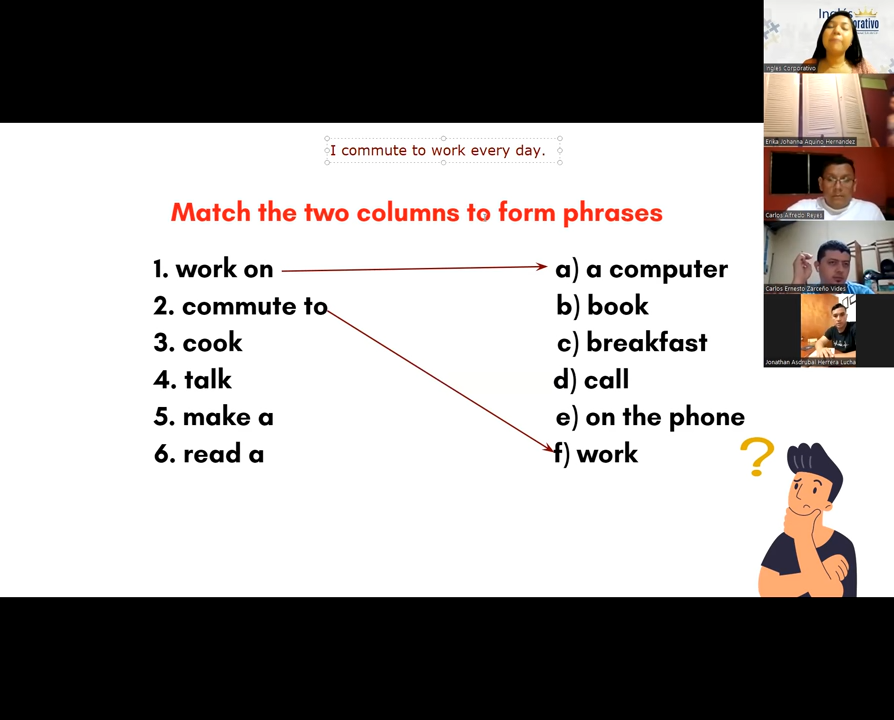 I commute to work every day.
Match the two columns to form phrases
1. work on
a) a computer
2. commute to
b) book
3. cook
c) breakfast
4. talk
d) call
5. make a
e) on the phone
6. read a
f) work
?
Inglés Corporativo
Erika Johanna Aquino Hernandez
Carlos Alfredo Reyes
Carlos Ernesto Zarceño Vides
Jonathan Asdrubal Herrera Lucha